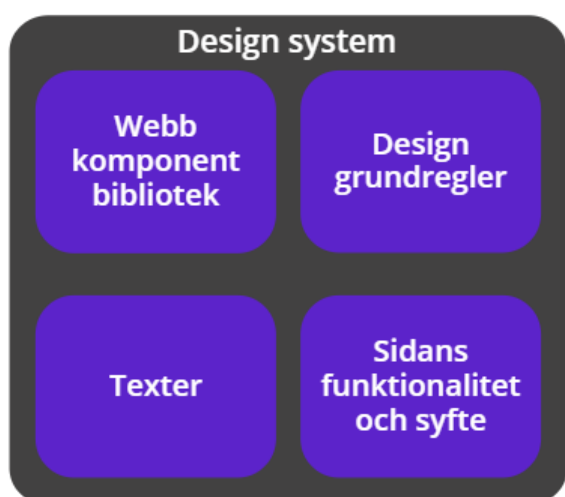 Design system
Webb
komponent
bibliotek
Design
grundregler
Texter
Sidans
funktionalitet
och syfte